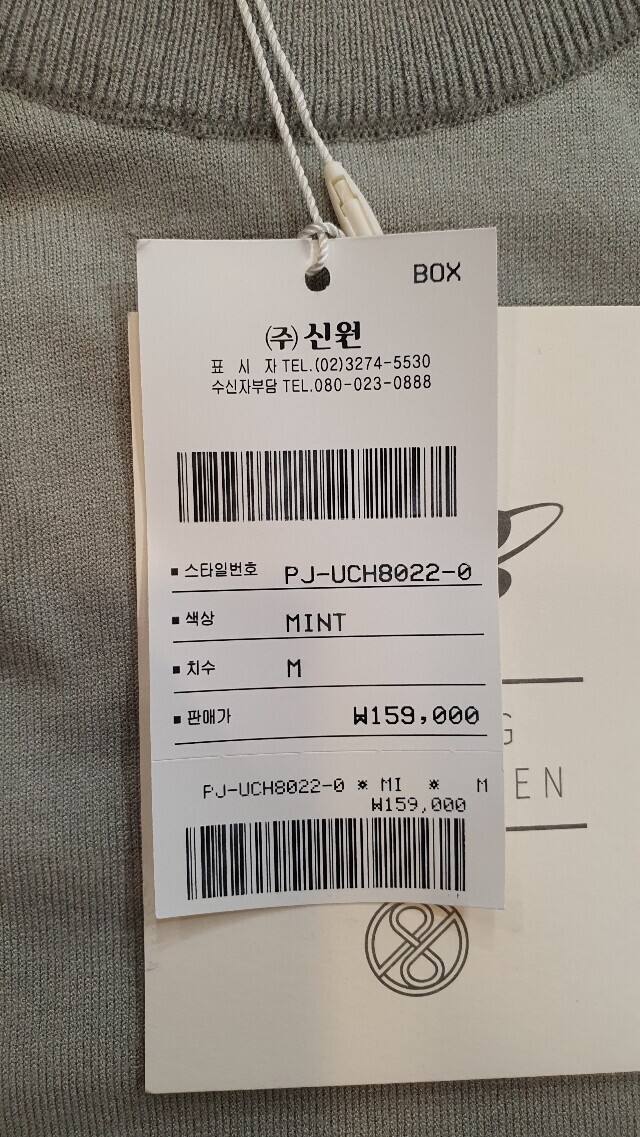 BOX
㈜ 신원
표 시 자 TEL.(02)3274-5530
수신자부담 TEL.080-023-0888
■ 스타일번호 PJ-UCH8022-0
■ 색상 MINT
■ 치수 M
■ 판매가 ₩159,000
PJ-UCH8022-0 * MI * M
₩159,000
G
EN